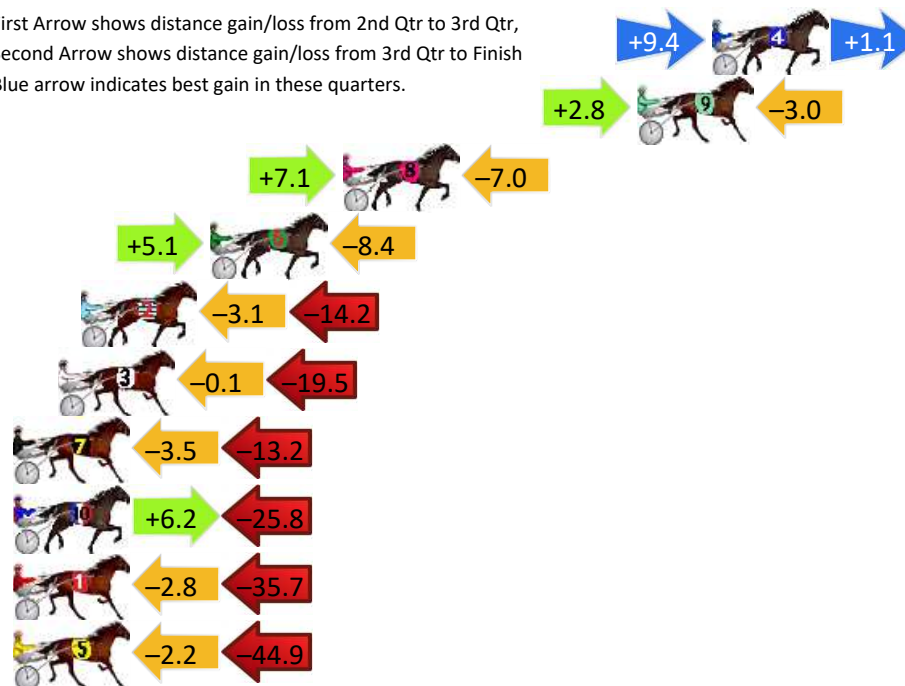 irst Arrow shows distance gain/loss from 2nd Qtr to 3rd Qtr,
Second Arrow shows distance gain/loss from 3rd Qtr to Finish
Blue arrow indicates best gain in these quarters.
+9.4 4 +1.1
+2.8 9 –3.0
+7.1 8 –7.0
+5.1 6 –8.4
–3.1 –14.2
3 –0.1 –19.5
7 –3.5 –13.2
10 +6.2 –25.8
1 –2.8 –35.7
5 –2.2 –44.9